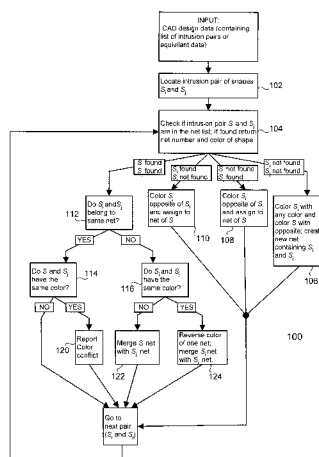 INPUT:
CAD design data (containing
list of intrusion pairs or
equivilant data)
Locate intrusion pair of shapes
Si and Sj
102
Check if intrusion pair Si and Sj
are in the net list; if found return
net number and color of shape
104
Si found
Sj found
Si found
Sj not found
Si not found
Sj found
Si not found
Sj not found
112
Do Si and Sj
belong to
same net?
Color Sj
opposite of Si
and assign to
net of Si
110
Color Si
opposite of Sj
and assign to
net of Sj
108
Color Si with
any color and
color Sj with
opposite; create
new net
containing Si
and Sj
106
YES
NO
Do Si and Sj
have the
same color?
114
116
Do Si and Sj
have the
same color?
100
NO
YES
NO
YES
120
Report
Color
conflict
Merge Si net
with Sj net
122
Reverse color
of one net;
merge Si net
with Sj net.
124
Go to
next pair
(Si and Sj)